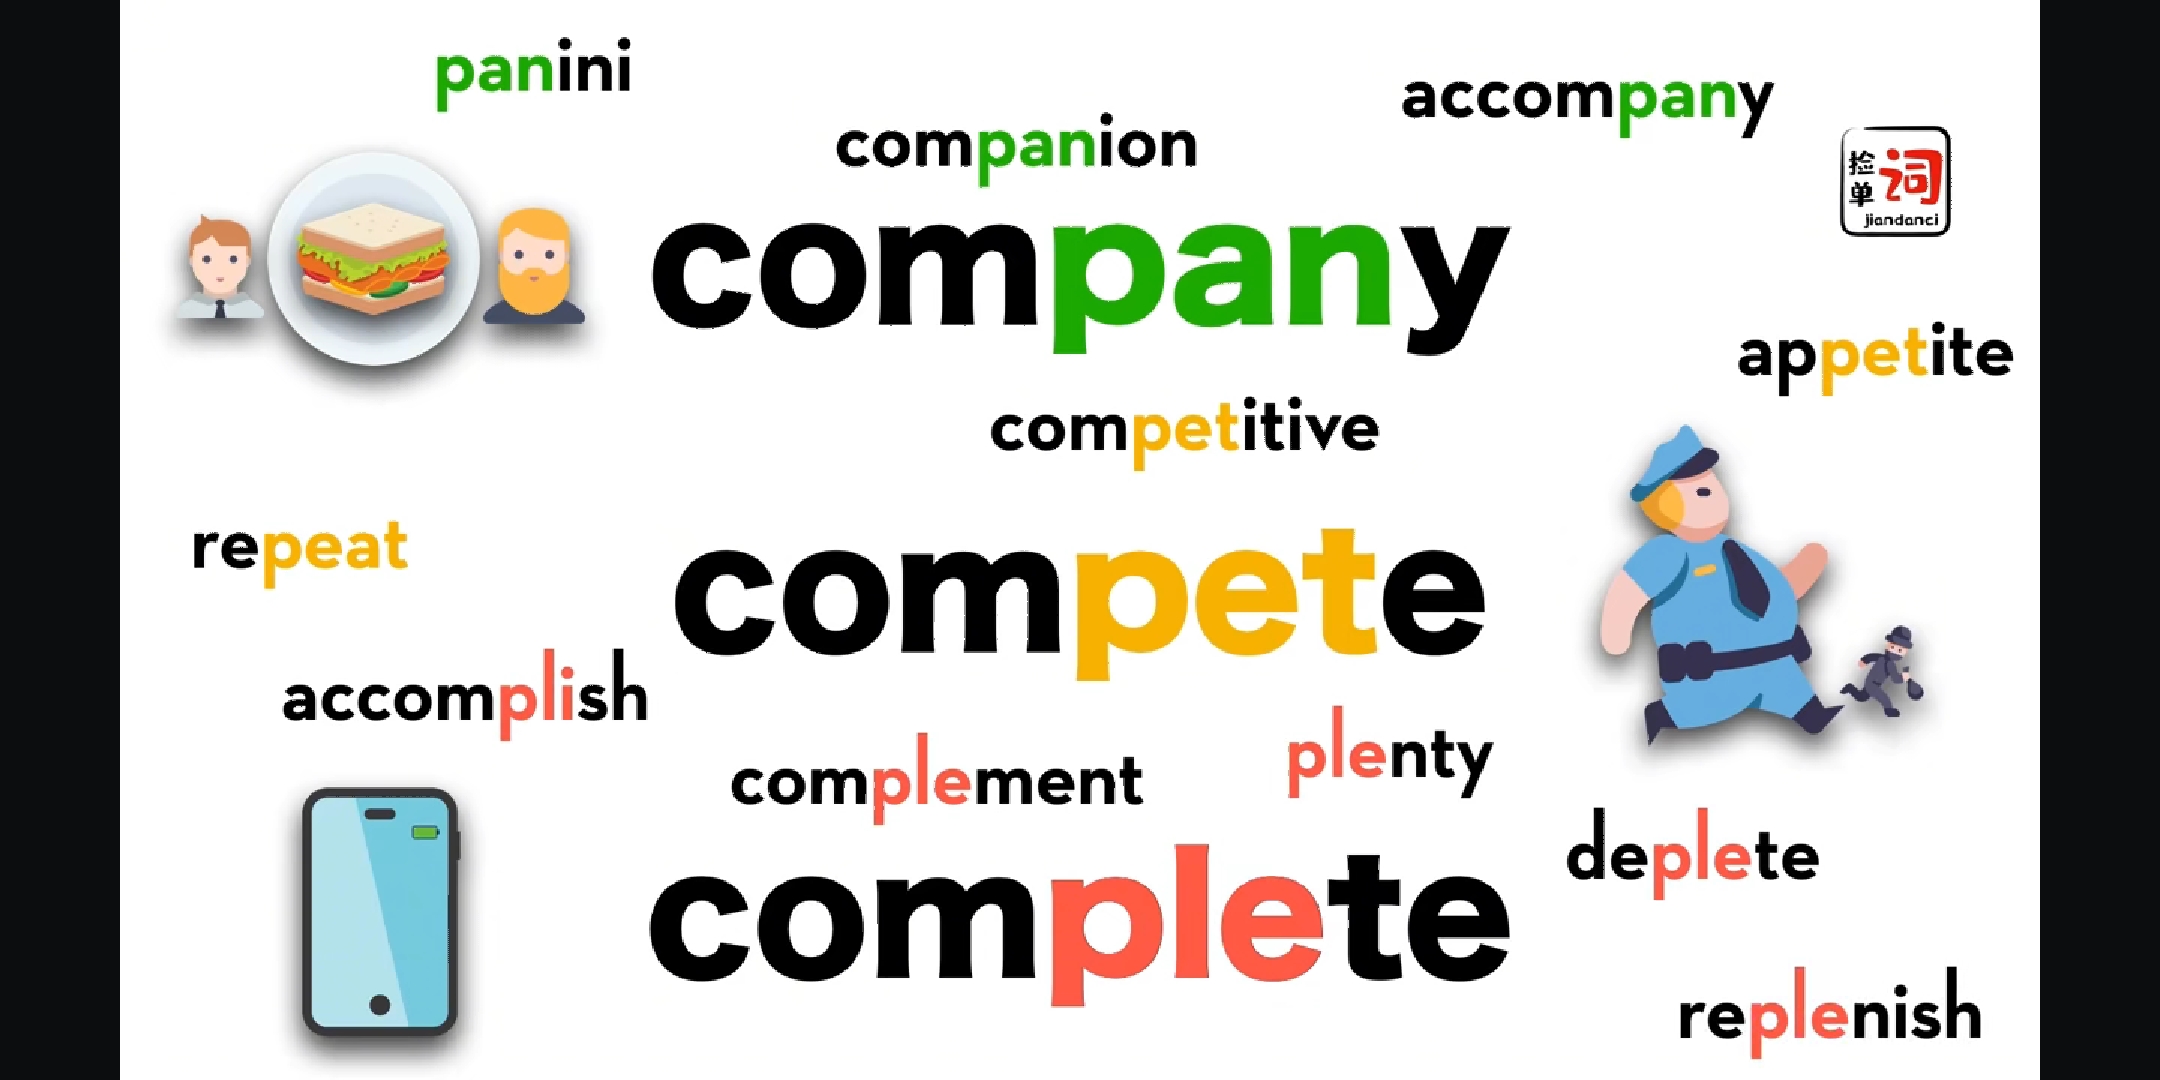 panini
accompany
companion
捡单词
jiandanci
company
appetite
competitive
repeat
compete
accomplish
complement
plenty
deplete
complete
replenish